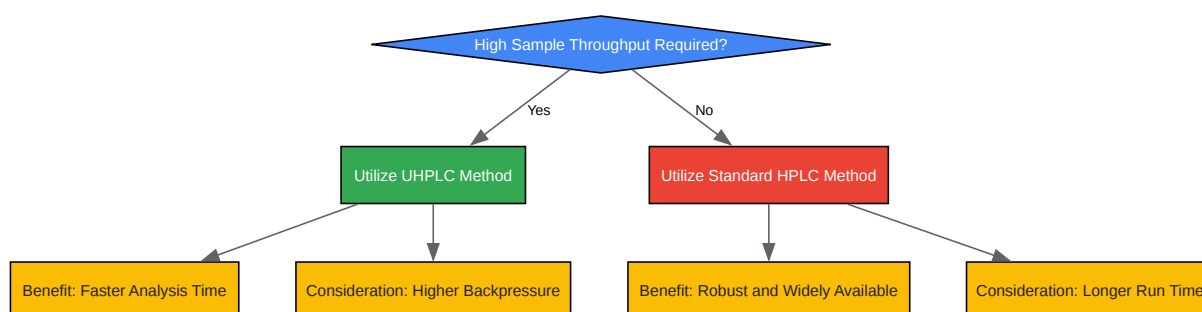 High Sample Throughput Required?
Yes
No
Utilize UHPLC Method
Utilize Standard HPLC Method
Benefit: Faster Analysis Time
Consideration: Higher Backpressure
Benefit: Robust and Widely Available
Consideration: Longer Run Time